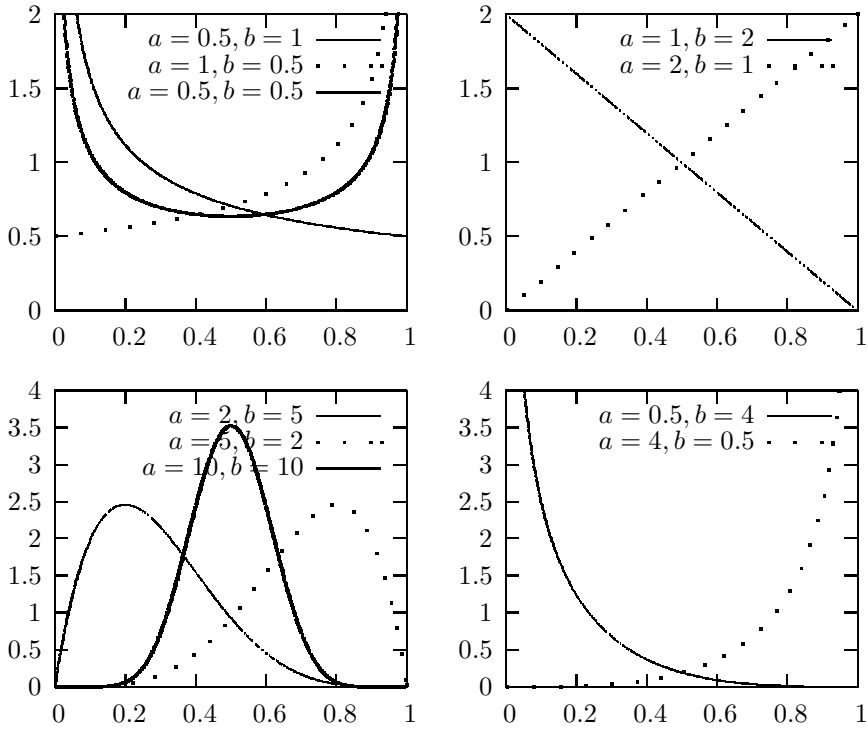 2
1.5
1
0.5
0
0 0.2 0.4 0.6 0.8 1
a = 0.5, b = 1
a = 1, b = 0.5
a = 0.5, b = 0.5
2
1.5
1
0.5
0
0 0.2 0.4 0.6 0.8 1
a = 1, b = 2
a = 2, b = 1
4
3.5
3
2.5
2
1.5
1
0.5
0
0 0.2 0.4 0.6 0.8 1
a = 2, b = 5
a = 5, b = 2
a = 10, b = 10
4
3.5
3
2.5
2
1.5
1
0.5
0
0 0.2 0.4 0.6 0.8 1
a = 0.5, b = 4
a = 4, b = 0.5